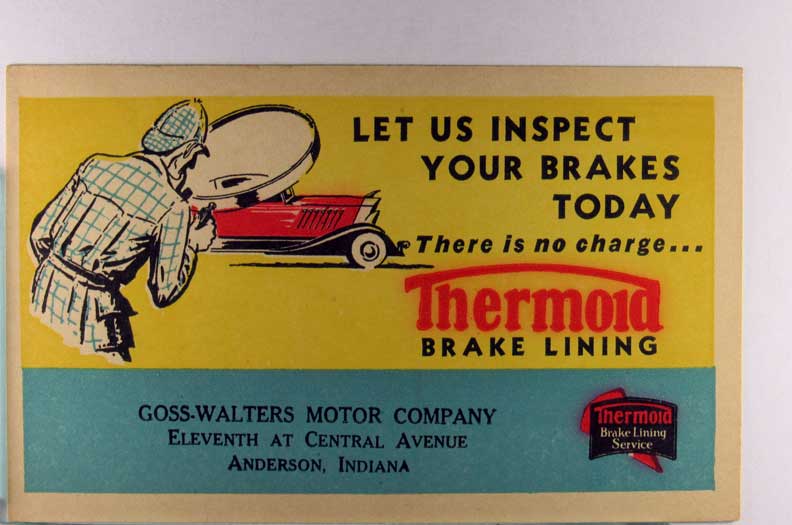 LET US INSPECT
YOUR BRAKES
TODAY
There is no charge...
Thermoid
BRAKE LINING
GOSS-WALTERS MOTOR COMPANY
ELEVENTH AT CENTRAL AVENUE
ANDERSON, INDIANA
Thermoid
Brake Lining
Service